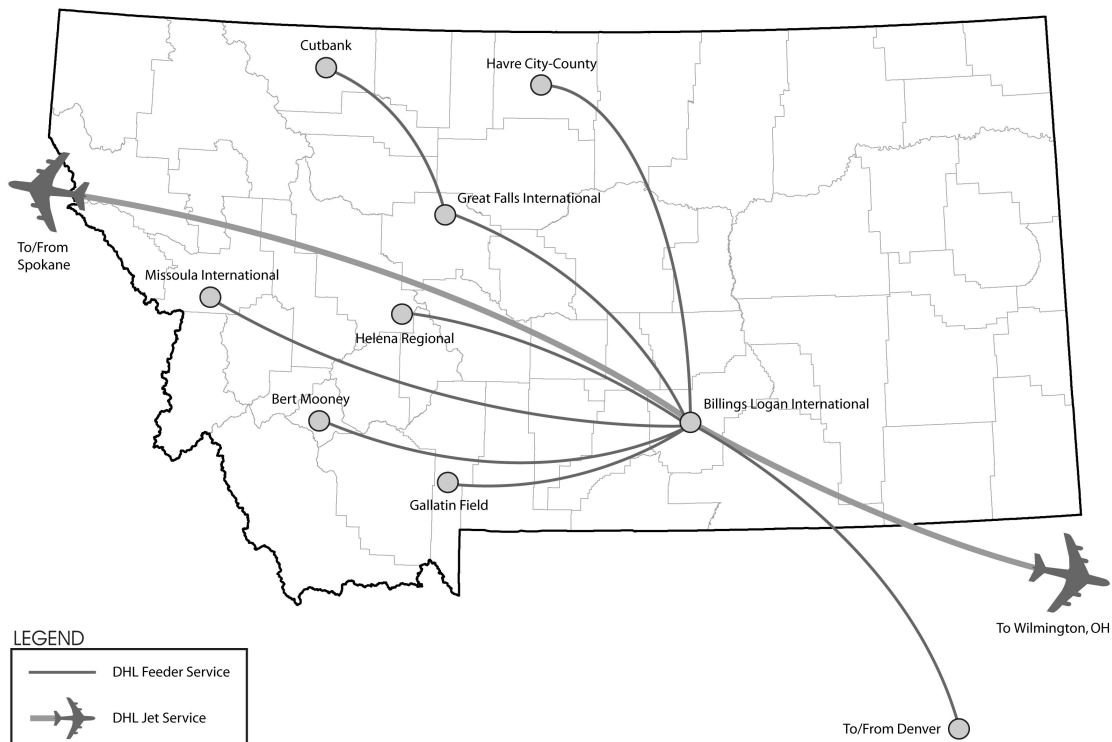 Cutbank
Havre City-County
Great Falls International
To/From
Spokane
Missoula International
Helena Regional
Bert Mooney
Billings Logan International
Gallatin Field
To Wilmington, OH
LEGEND
DHL Feeder Service
DHL Jet Service
To/From Denver